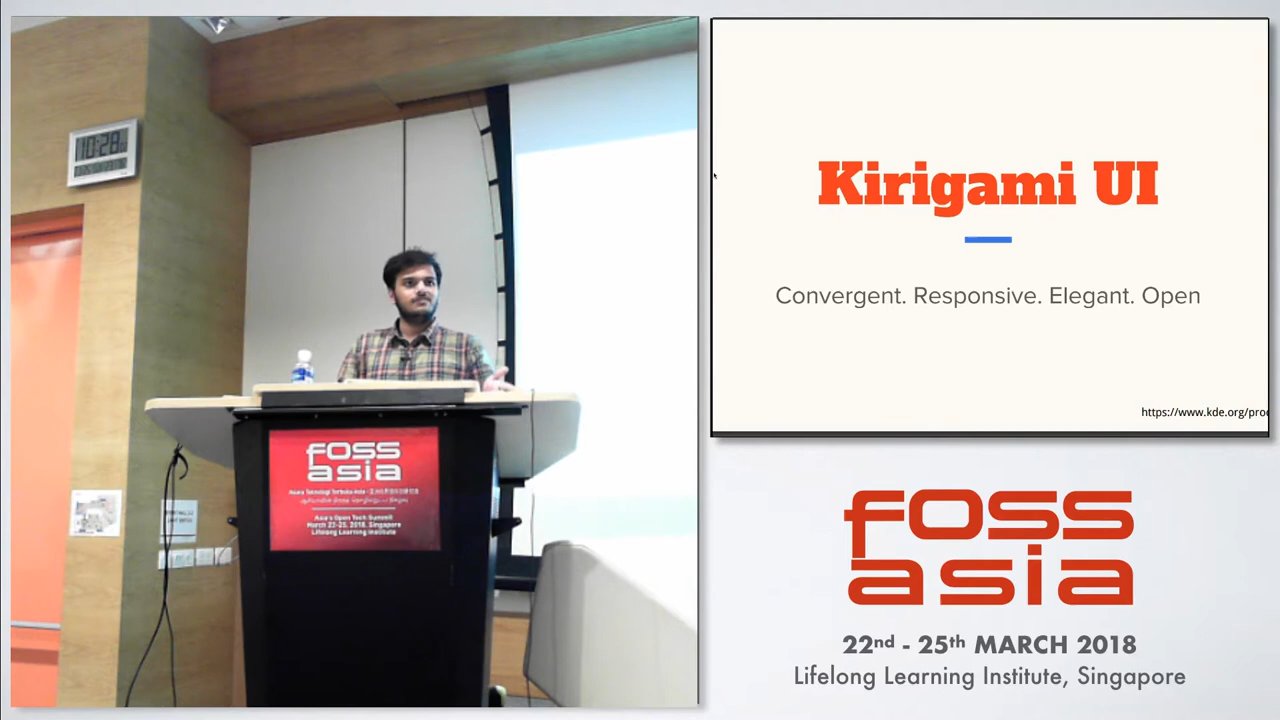 10:28
foss
asia
Asia's Open Tech Summit
March 22-25, 2018, Singapore
Lifelong Learning Institute
Kirigami UI
Convergent. Responsive. Elegant. Open
https://www.kde.org/pro
foss
asia
22nd - 25th MARCH 2018
Lifelong Learning Institute, Singapore